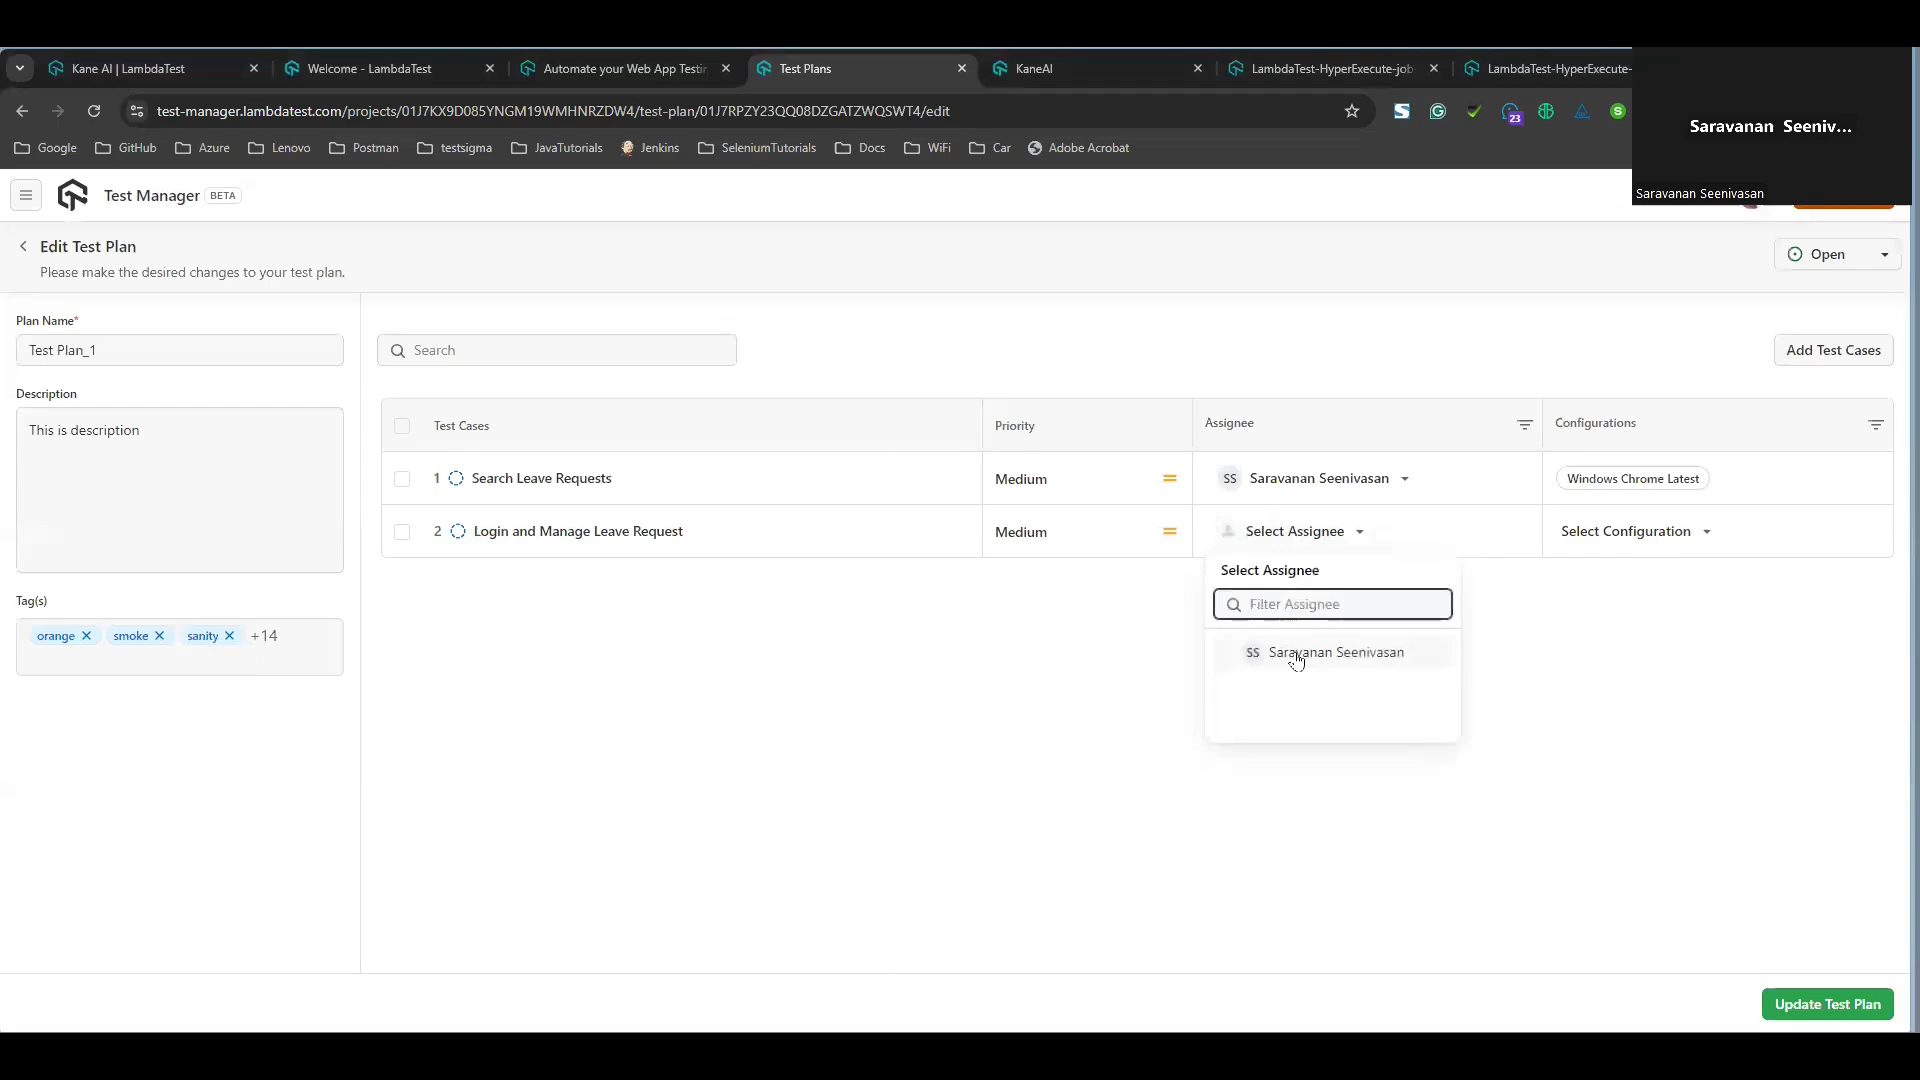 Kane AI | LambdaTest
Welcome - LambdaTest
Automate your Web App Testin
Test Plans
KaneAI
LambdaTest-HyperExecute-job
LambdaTest-HyperExecute-
test-manager.lambdatest.com/projects/01J7KX9D085YNGM19WMHNRZDW4/test-plan/01J7RPZY23QQ08DZGATZWQSWT4/edit
23
S
Saravanan Seeniv...
Saravanan Seenivasan
Google
GitHub
Azure
Lenovo
Postman
testsigma
JavaTutorials
Jenkins
SeleniumTutorials
Docs
WiFi
Car
Adobe Acrobat
Test Manager BETA
Edit Test Plan
Please make the desired changes to your test plan.
Open
Plan Name*
Test Plan_1
Description
This is description
Tag(s)
orange
smoke
sanity
+14
Search
Add Test Cases
Test Cases
Priority
Assignee
Configurations
1 Search Leave Requests
Medium
SS Saravanan Seenivasan
Windows Chrome Latest
2 Login and Manage Leave Request
Medium
Select Assignee
Select Configuration
Select Assignee
Filter Assignee
SS Saravanan Seenivasan
Update Test Plan